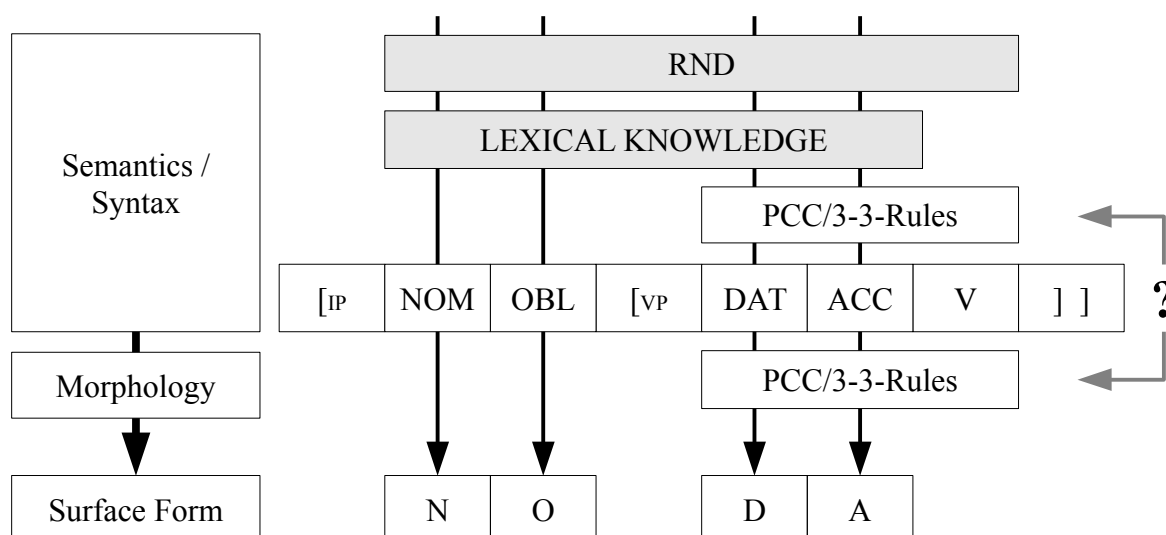 RND
LEXICAL KNOWLEDGE
Semantics /
Syntax
PCC/3-3-Rules
[IP NOM OBL [VP DAT ACC V ] ]
?
Morphology
PCC/3-3-Rules
Surface Form
N O D A